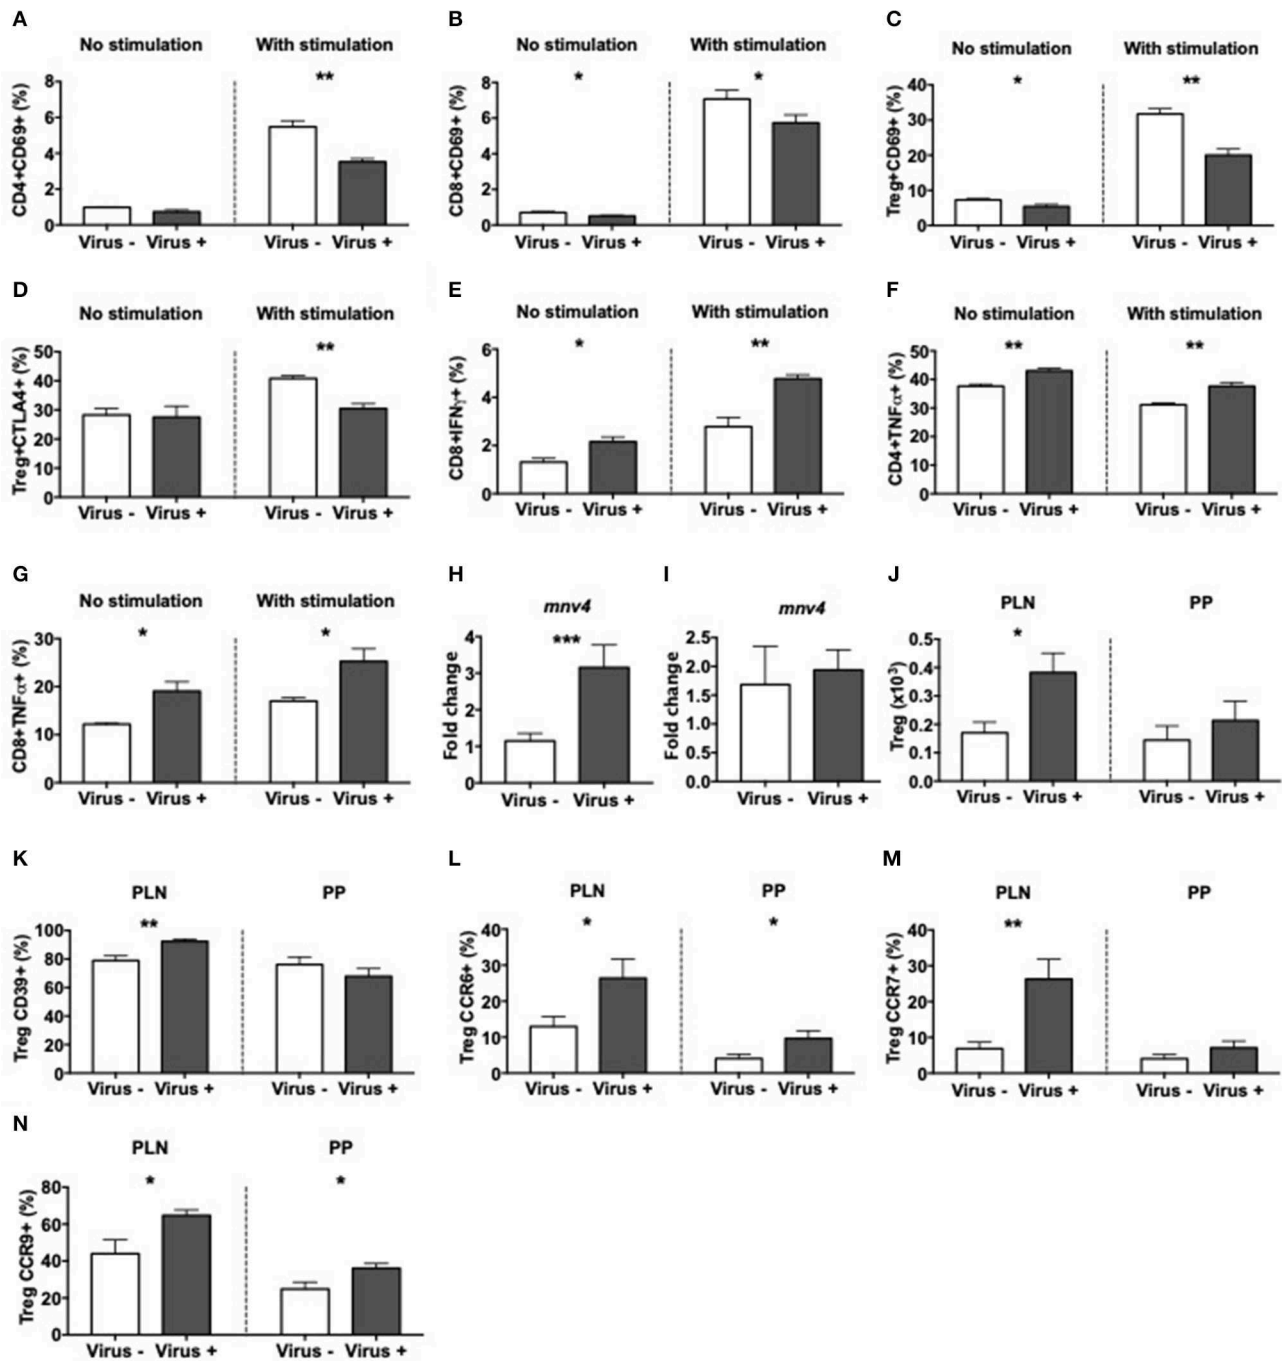 A
No stimulation With stimulation
**
CD4+CD69+ (%)
8
6
4
2
0
Virus - Virus + Virus - Virus +
B
No stimulation With stimulation
* *
CD8+CD69+ (%)
8
6
4
2
0
Virus - Virus + Virus - Virus +
C
No stimulation With stimulation
* **
Treg+CD69+ (%)
40
30
20
10
0
Virus - Virus + Virus - Virus +
D
No stimulation With stimulation
**
Treg+CTLA4+ (%)
50
40
30
20
10
0
Virus - Virus + Virus - Virus +
E
No stimulation With stimulation
* **
CD8+IFNγ+ (%)
6
4
2
0
Virus - Virus + Virus - Virus +
F
No stimulation With stimulation
** **
CD4+TNFα+ (%)
50
40
30
20
10
0
Virus - Virus + Virus - Virus +
G
No stimulation With stimulation
* *
CD8+TNFα+ (%)
30
20
10
0
Virus - Virus + Virus - Virus +
H
mnv4
***
Fold change
4
3
2
1
0
Virus - Virus +
I
mnv4
Fold change
2.5
2.0
1.5
1.0
0.5
0.0
Virus - Virus +
J
PLN PP
*
Treg (x10³)
0.5
0.4
0.3
0.2
0.1
0.0
Virus - Virus + Virus - Virus +
K
PLN PP
**
Treg CD39+ (%)
100
80
60
40
20
0
Virus - Virus + Virus - Virus +
L
PLN PP
* *
Treg CCR6+ (%)
40
30
20
10
0
Virus - Virus + Virus - Virus +
M
PLN PP
**
Treg CCR7+ (%)
40
30
20
10
0
Virus - Virus + Virus - Virus +
N
PLN PP
* *
Treg CCR9+ (%)
80
60
40
20
0
Virus - Virus + Virus - Virus +